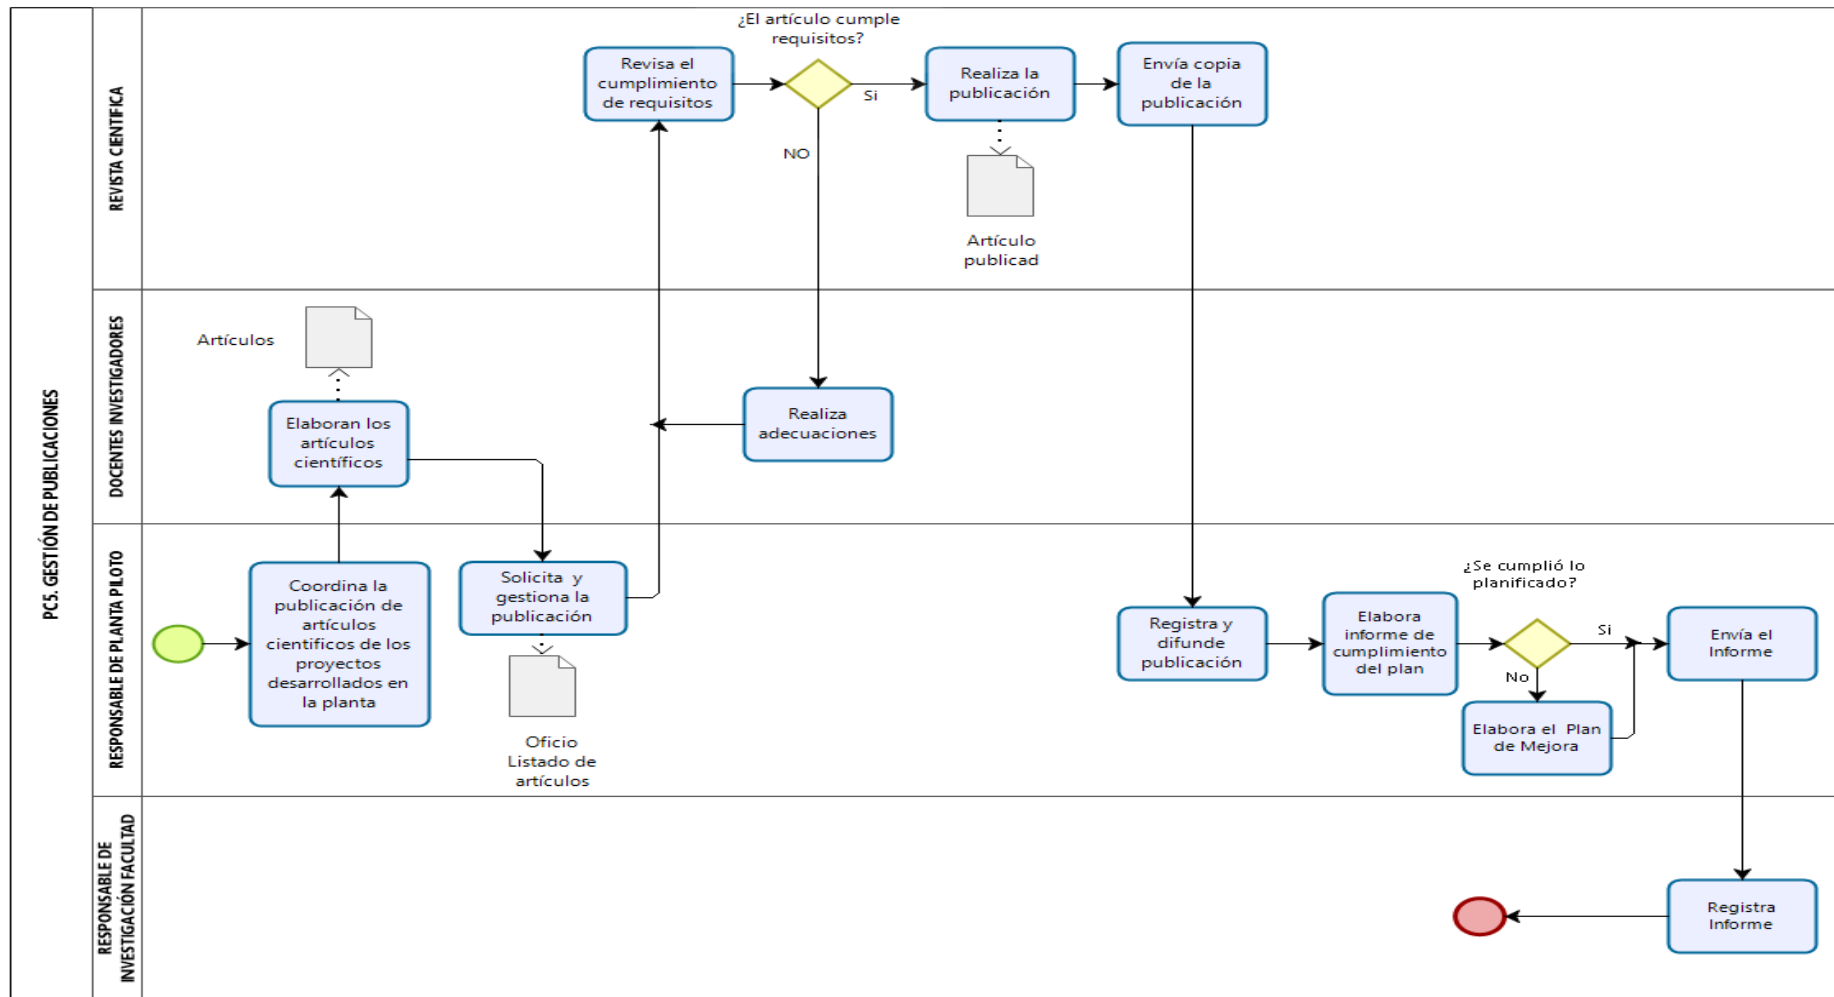 PC5. GESTIÓN DE PUBLICACIONES
REVISTA CIENTIFICA
¿El artículo cumple
requisitos?
Revisa el
cumplimiento
de requisitos
Si
NO
Realiza la
publicación
Envía copia
de la
publicación
Artículo
publicad
DOCENTES INVESTIGADORES
Artículos
Elaboran los
artículos
científicos
Realiza
adecuaciones
RESPONSABLE DE PLANTA PILOTO
Coordina la
publicación de
artículos
cientificos de los
proyectos
desarrollados en
la planta
Solicita y
gestiona la
publicación
Oficio
Listado de
artículos
Registra y
difunde
publicación
Elabora
informe de
cumplimiento
del plan
¿Se cumplió lo
planificado?
Si
No
Elabora el Plan
de Mejora
Envía el
Informe
RESPONSABLE DE
INVESTIGACIÓN FACULTAD
Registra
Informe